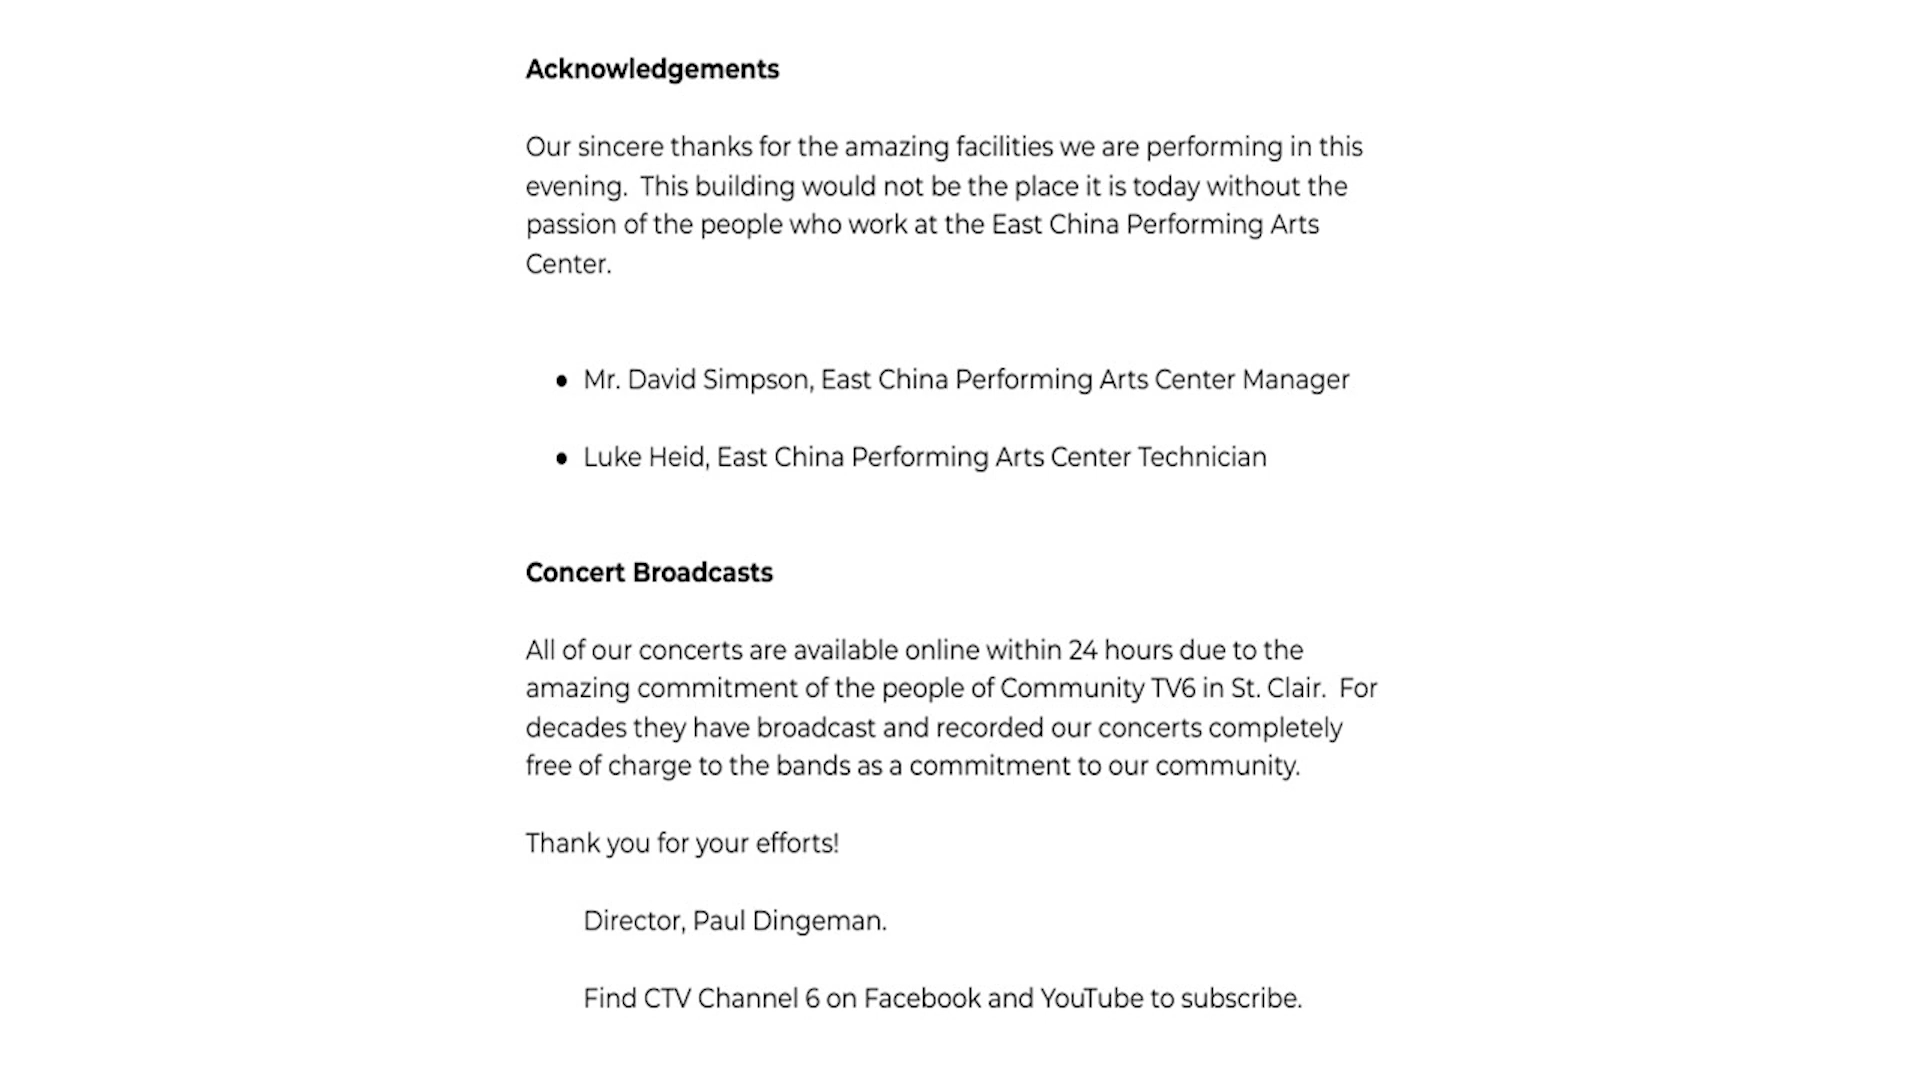 Acknowledgements
Our sincere thanks for the amazing facilities we are performing in this
evening.  This building would not be the place it is today without the
passion of the people who work at the East China Performing Arts
Center.
● Mr. David Simpson, East China Performing Arts Center Manager
● Luke Heid, East China Performing Arts Center Technician
Concert Broadcasts
All of our concerts are available online within 24 hours due to the
amazing commitment of the people of Community TV6 in St. Clair.  For
decades they have broadcast and recorded our concerts completely
free of charge to the bands as a commitment to our community.
Thank you for your efforts!
Director, Paul Dingeman.
Find CTV Channel 6 on Facebook and YouTube to subscribe.